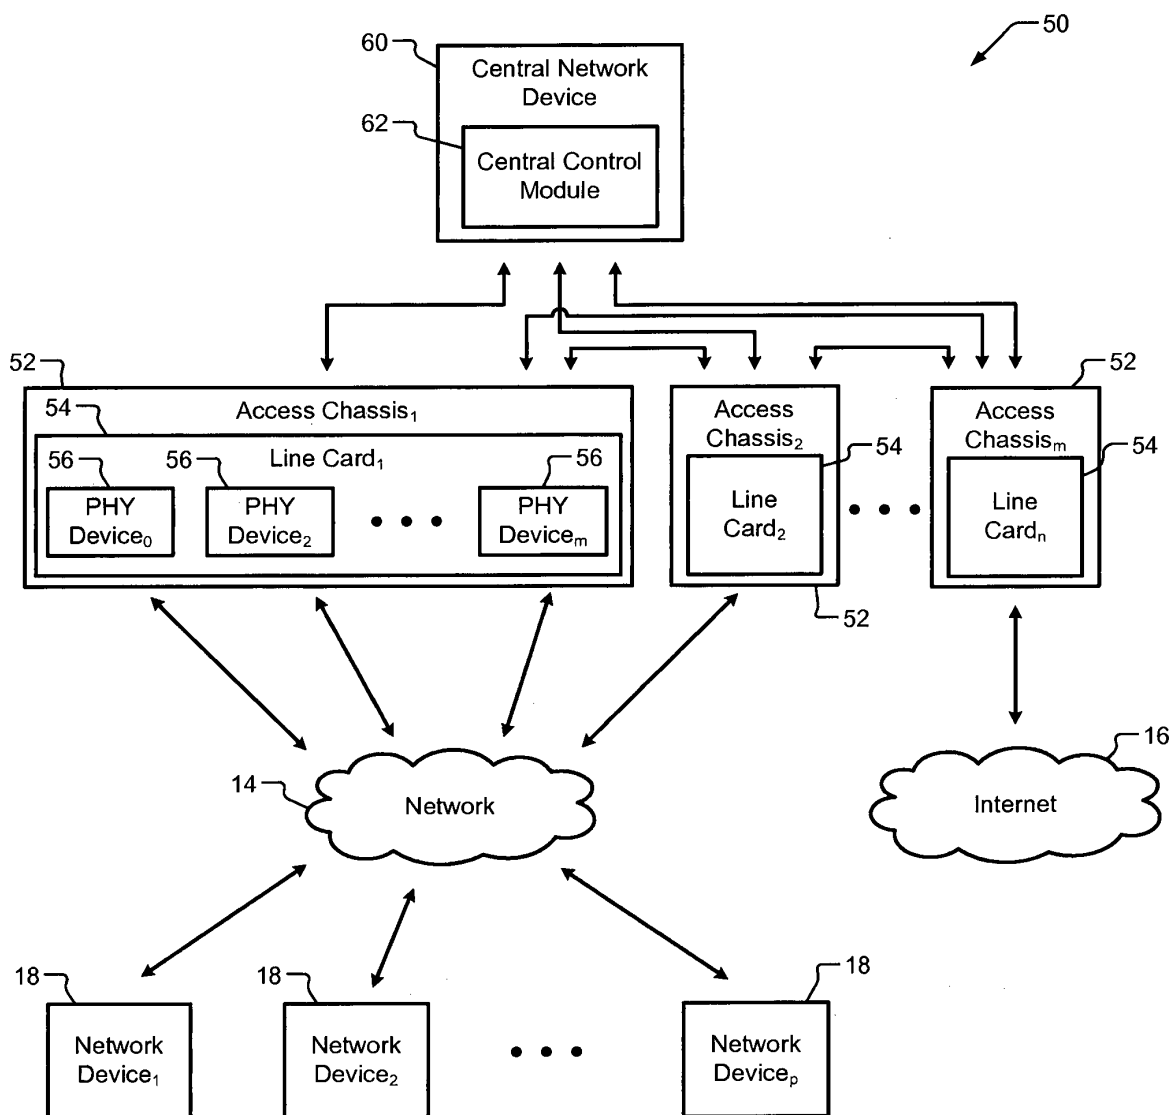 50
60
Central Network
Device
62
Central Control
Module
52
Access Chassis₁
54
Line Card₁
56
PHY
Device₀
56
PHY
Device₂
56
PHY
Deviceₘ
Access
Chassis₂
54
Line
Card₂
52
52
Access
Chassisₘ
54
Line
Cardₙ
14
Network
16
Internet
18
Network
Device₁
18
Network
Device₂
18
Network
Deviceₚ